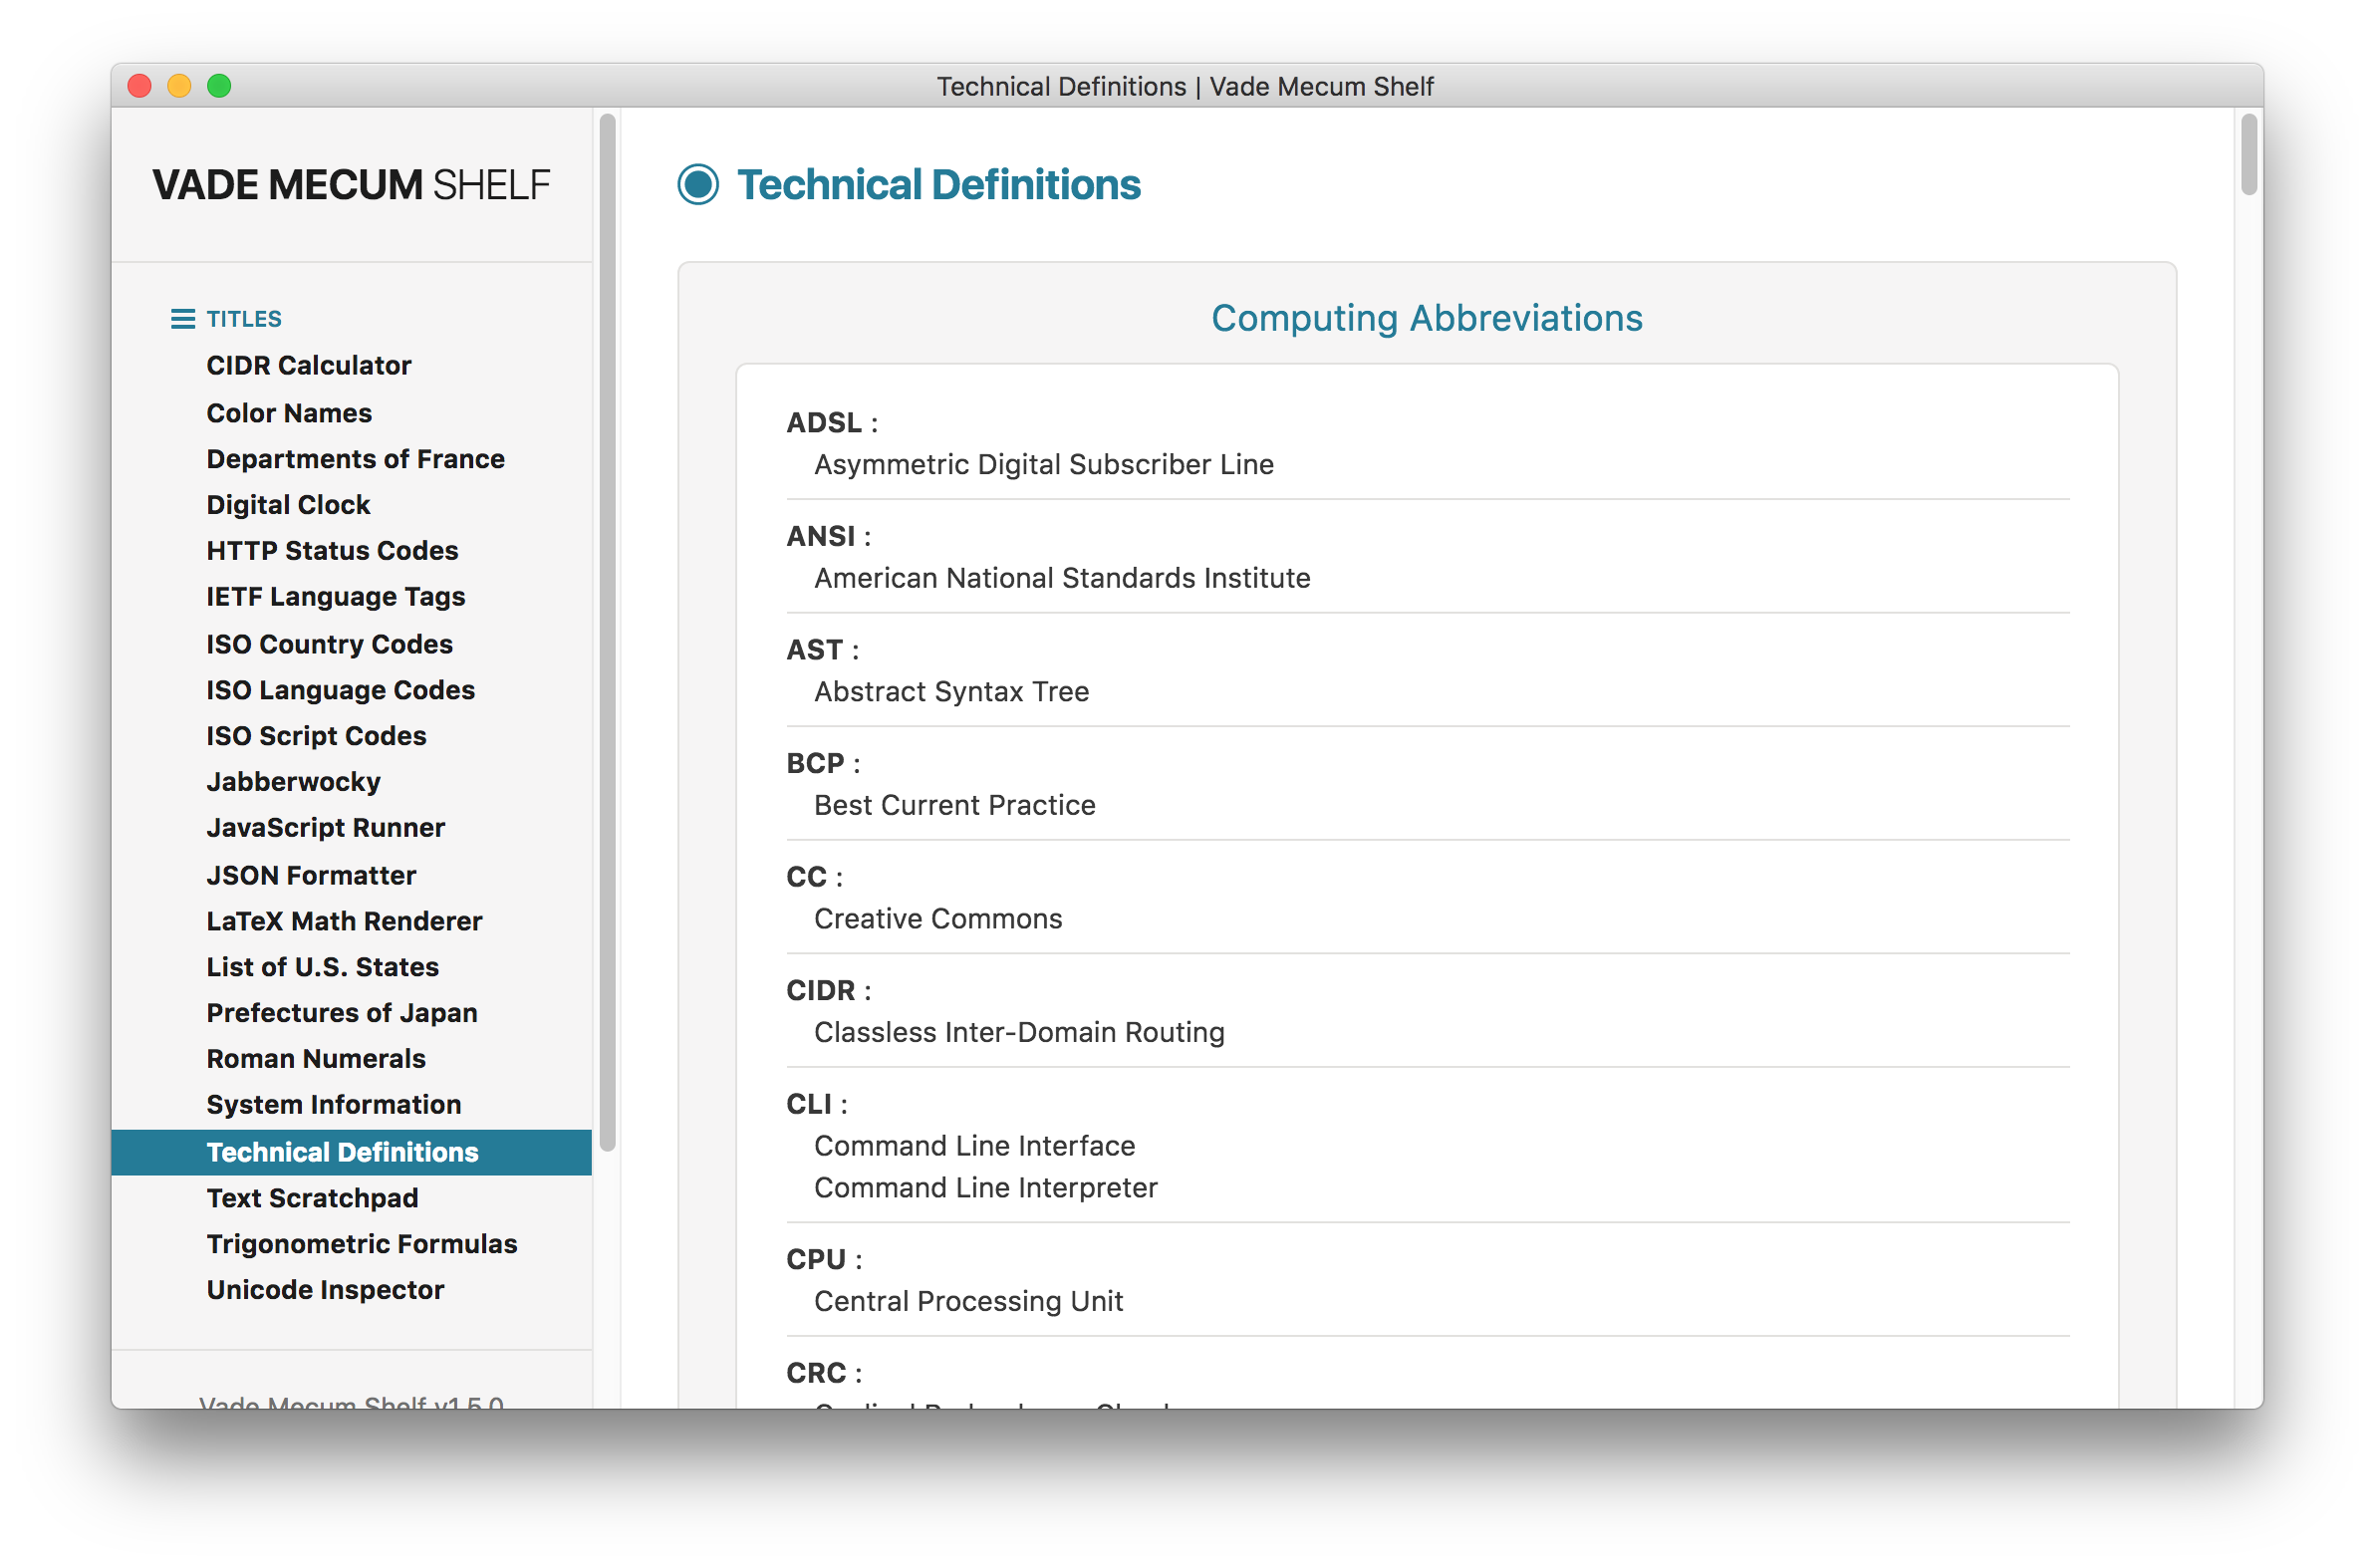 Technical Definitions | Vade Mecum Shelf
VADE MECUM SHELF
TITLES
CIDR Calculator
Color Names
Departments of France
Digital Clock
HTTP Status Codes
IETF Language Tags
ISO Country Codes
ISO Language Codes
ISO Script Codes
Jabberwocky
JavaScript Runner
JSON Formatter
LaTeX Math Renderer
List of U.S. States
Prefectures of Japan
Roman Numerals
System Information
Technical Definitions
Text Scratchpad
Trigonometric Formulas
Unicode Inspector
Vade Mecum Shelf v1.5.0
Technical Definitions
Computing Abbreviations
ADSL :
Asymmetric Digital Subscriber Line
ANSI :
American National Standards Institute
AST :
Abstract Syntax Tree
BCP :
Best Current Practice
CC :
Creative Commons
CIDR :
Classless Inter-Domain Routing
CLI :
Command Line Interface
Command Line Interpreter
CPU :
Central Processing Unit
CRC :